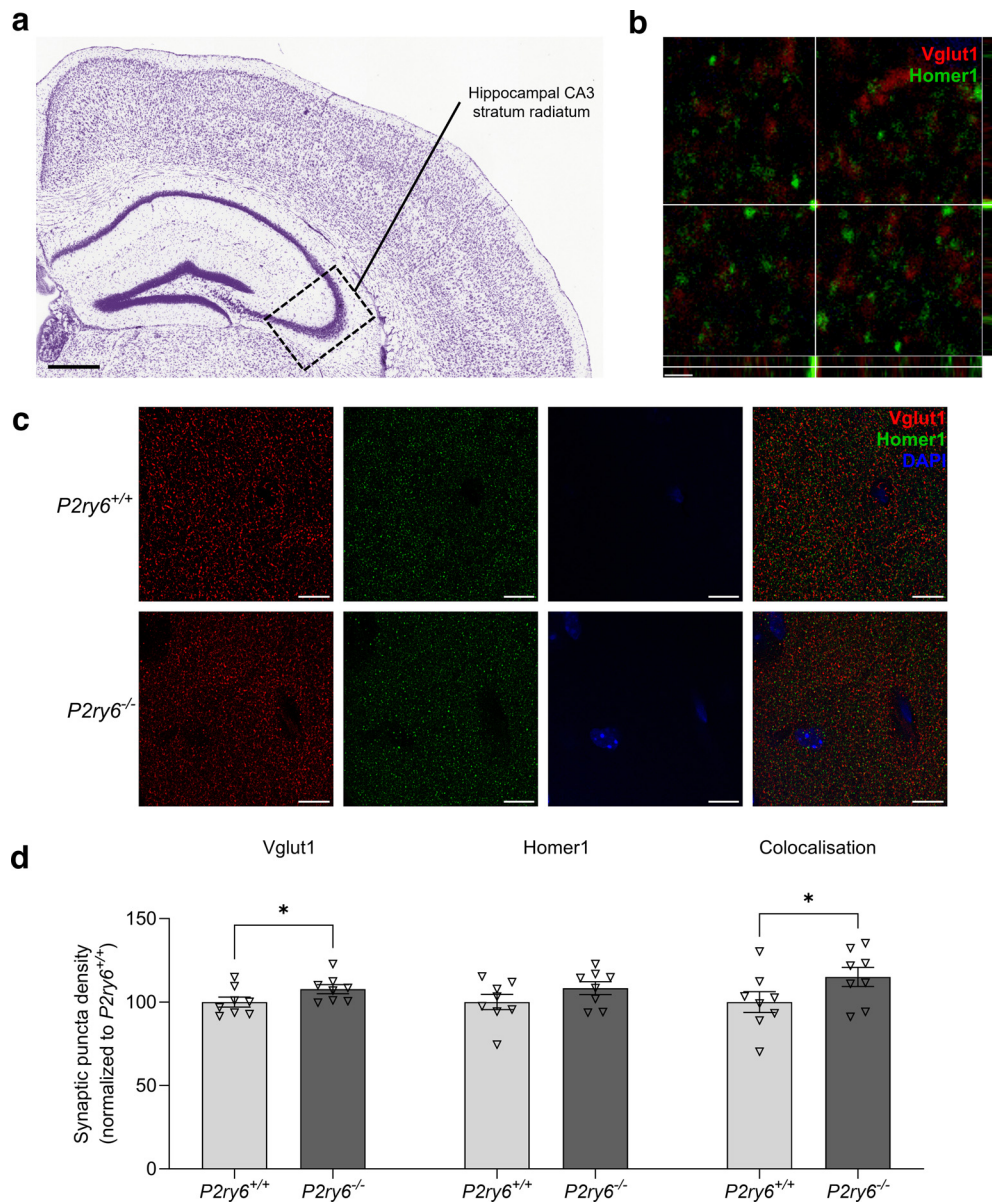 a
Hippocampal CA3
stratum radiatum
b
Vglut1
Homer1
c
P2ry6+/+
Vglut1
Homer1
DAPI
P2ry6-/-
d
Vglut1 Homer1 Colocalisation
Synaptic puncta density
(normalized to P2ry6+/+)
150
100
50
0
* *
P2ry6+/+ P2ry6-/- P2ry6+/+ P2ry6-/- P2ry6+/+ P2ry6-/-